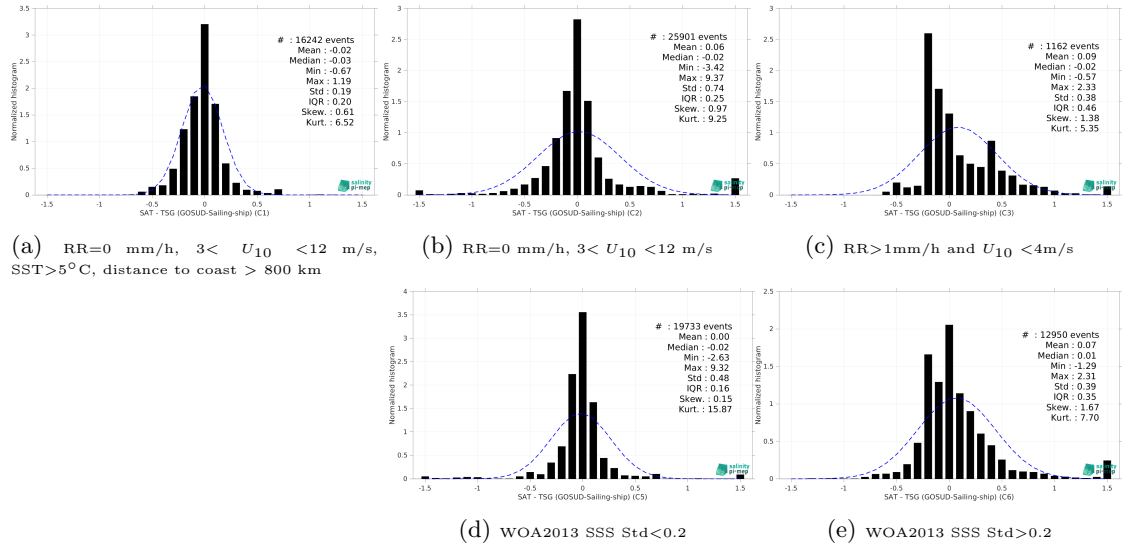 3.5
3
2.5
2
1.5
1
0.5
0
Normalized histogram
# : 16242 events
Mean : -0.02
Median : -0.03
Min : -0.67
Max : 1.19
Std : 0.19
IQR : 0.20
Skew. : 0.61
Kurt. : 6.52
salinity
pi-mep
-1.5 -1 -0.5 0 0.5 1 1.5
SAT - TSG (GOSUD-Sailing-ship) (C1)
(a) RR=0 mm/h, 3< U10 <12 m/s,
SST>5°C, distance to coast > 800 km
3
2.5
2
1.5
1
0.5
0
Normalized histogram
# : 25901 events
Mean : 0.06
Median : -0.02
Min : -3.42
Max : 9.37
Std : 0.74
IQR : 0.25
Skew. : 0.97
Kurt. : 9.25
salinity
pi-mep
-1.5 -1 -0.5 0 0.5 1 1.5
SAT - TSG (GOSUD-Sailing-ship) (C2)
(b) RR=0 mm/h, 3< U10 <12 m/s
3
2.5
2
1.5
1
0.5
0
Normalized histogram
# : 1162 events
Mean : 0.09
Median : -0.02
Min : -0.57
Max : 2.33
Std : 0.38
IQR : 0.46
Skew. : 1.38
Kurt. : 5.35
salinity
pi-mep
-1.5 -1 -0.5 0 0.5 1 1.5
SAT - TSG (GOSUD-Sailing-ship) (C3)
(c) RR>1mm/h and U10 <4m/s
4
3.5
3
2.5
2
1.5
1
0.5
0
Normalized histogram
# : 19733 events
Mean : 0.00
Median : -0.02
Min : -2.63
Max : 9.32
Std : 0.48
IQR : 0.16
Skew. : 0.15
Kurt. : 15.87
salinity
pi-mep
-1.5 -1 -0.5 0 0.5 1 1.5
SAT - TSG (GOSUD-Sailing-ship) (C5)
(d) WOA2013 SSS Std<0.2
2.5
2
1.5
1
0.5
0
Normalized histogram
# : 12950 events
Mean : 0.07
Median : 0.01
Min : -1.29
Max : 2.31
Std : 0.39
IQR : 0.35
Skew. : 1.67
Kurt. : 7.70
salinity
pi-mep
-1.5 -1 -0.5 0 0.5 1 1.5
SAT - TSG (GOSUD-Sailing-ship) (C6)
(e) WOA2013 SSS Std>0.2